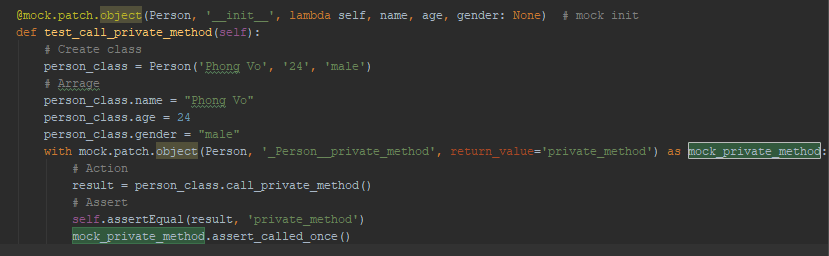 @mock.patch.object(Person, '__init__', lambda self, name, age, gender: None)  # mock init
def test_call_private_method(self):
    # Create class
    person_class = Person('Phong Vo', '24', 'male')
    # Arrage
    person_class.name = "Phong Vo"
    person_class.age = 24
    person_class.gender = "male"
    with mock.patch.object(Person, '_Person__private_method', return_value='private_method') as mock_private_method:
        # Action
        result = person_class.call_private_method()
        # Assert
        self.assertEqual(result, 'private_method')
        mock_private_method.assert_called_once()